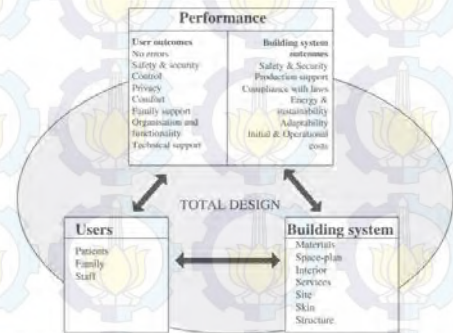 Performance
User outcomes
No errors
Safety & security
Control
Privacy
Comfort
Family support
Organisation and
functionality
Technical support
Building system
outcomes
Safety & Security
Production support
Compliance with laws
Energy &
sustainability
Adaptability
Initial & Operational
costs
TOTAL DESIGN
Users
Patients
Family
Staff
Building system
Materials
Space-plan
Interior
Services
Site
Skin
Structure